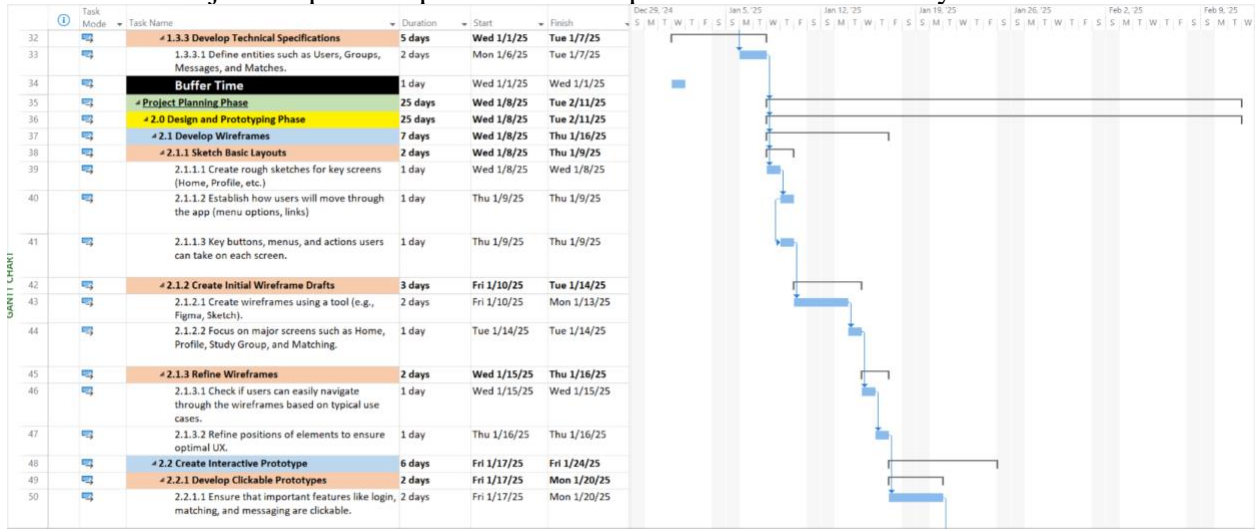 Task
Mode Task Name Duration Start Finish
Dec 29, '24 Jan 5, '25 Jan 12, '25 Jan 19, '25 Jan 26, '25 Feb 2, '25 Feb 9, '25
S M T W T F S S M T W T F S S M T W T F S S M T W T F S S M T W T F S S M T W T F S S M T W
32 1.3.3 Develop Technical Specifications 5 days Wed 1/1/25 Tue 1/7/25
33 1.3.3.1 Define entities such as Users, Groups, 2 days Mon 1/6/25 Tue 1/7/25
Messages, and Matches.
34 Buffer Time 1 day Wed 1/1/25 Wed 1/1/25
35 Project Planning Phase 25 days Wed 1/8/25 Tue 2/11/25
36 2.0 Design and Prototyping Phase 25 days Wed 1/8/25 Tue 2/11/25
37 2.1 Develop Wireframes 7 days Wed 1/8/25 Thu 1/16/25
38 2.1.1 Sketch Basic Layouts 2 days Wed 1/8/25 Thu 1/9/25
39 2.1.1.1 Create rough sketches for key screens 1 day Wed 1/8/25 Wed 1/8/25
(Home, Profile, etc.)
40 2.1.1.2 Establish how users will move through 1 day Thu 1/9/25 Thu 1/9/25
the app (menu options, links)
41 2.1.1.3 Key buttons, menus, and actions users 1 day Thu 1/9/25 Thu 1/9/25
can take on each screen.
GANTT CHART
42 2.1.2 Create Initial Wireframe Drafts 3 days Fri 1/10/25 Tue 1/14/25
43 2.1.2.1 Create wireframes using a tool (e.g., 2 days Fri 1/10/25 Mon 1/13/25
Figma, Sketch).
44 2.1.2.2 Focus on major screens such as Home, 1 day Tue 1/14/25 Tue 1/14/25
Profile, Study Group, and Matching.
45 2.1.3 Refine Wireframes 2 days Wed 1/15/25 Thu 1/16/25
46 2.1.3.1 Check if users can easily navigate 1 day Wed 1/15/25 Wed 1/15/25
through the wireframes based on typical use
cases.
47 2.1.3.2 Refine positions of elements to ensure 1 day Thu 1/16/25 Thu 1/16/25
optimal UX.
48 2.2 Create Interactive Prototype 6 days Fri 1/17/25 Fri 1/24/25
49 2.2.1 Develop Clickable Prototypes 2 days Fri 1/17/25 Mon 1/20/25
50 2.2.1.1 Ensure that important features like login, 2 days Fri 1/17/25 Mon 1/20/25
matching, and messaging are clickable.